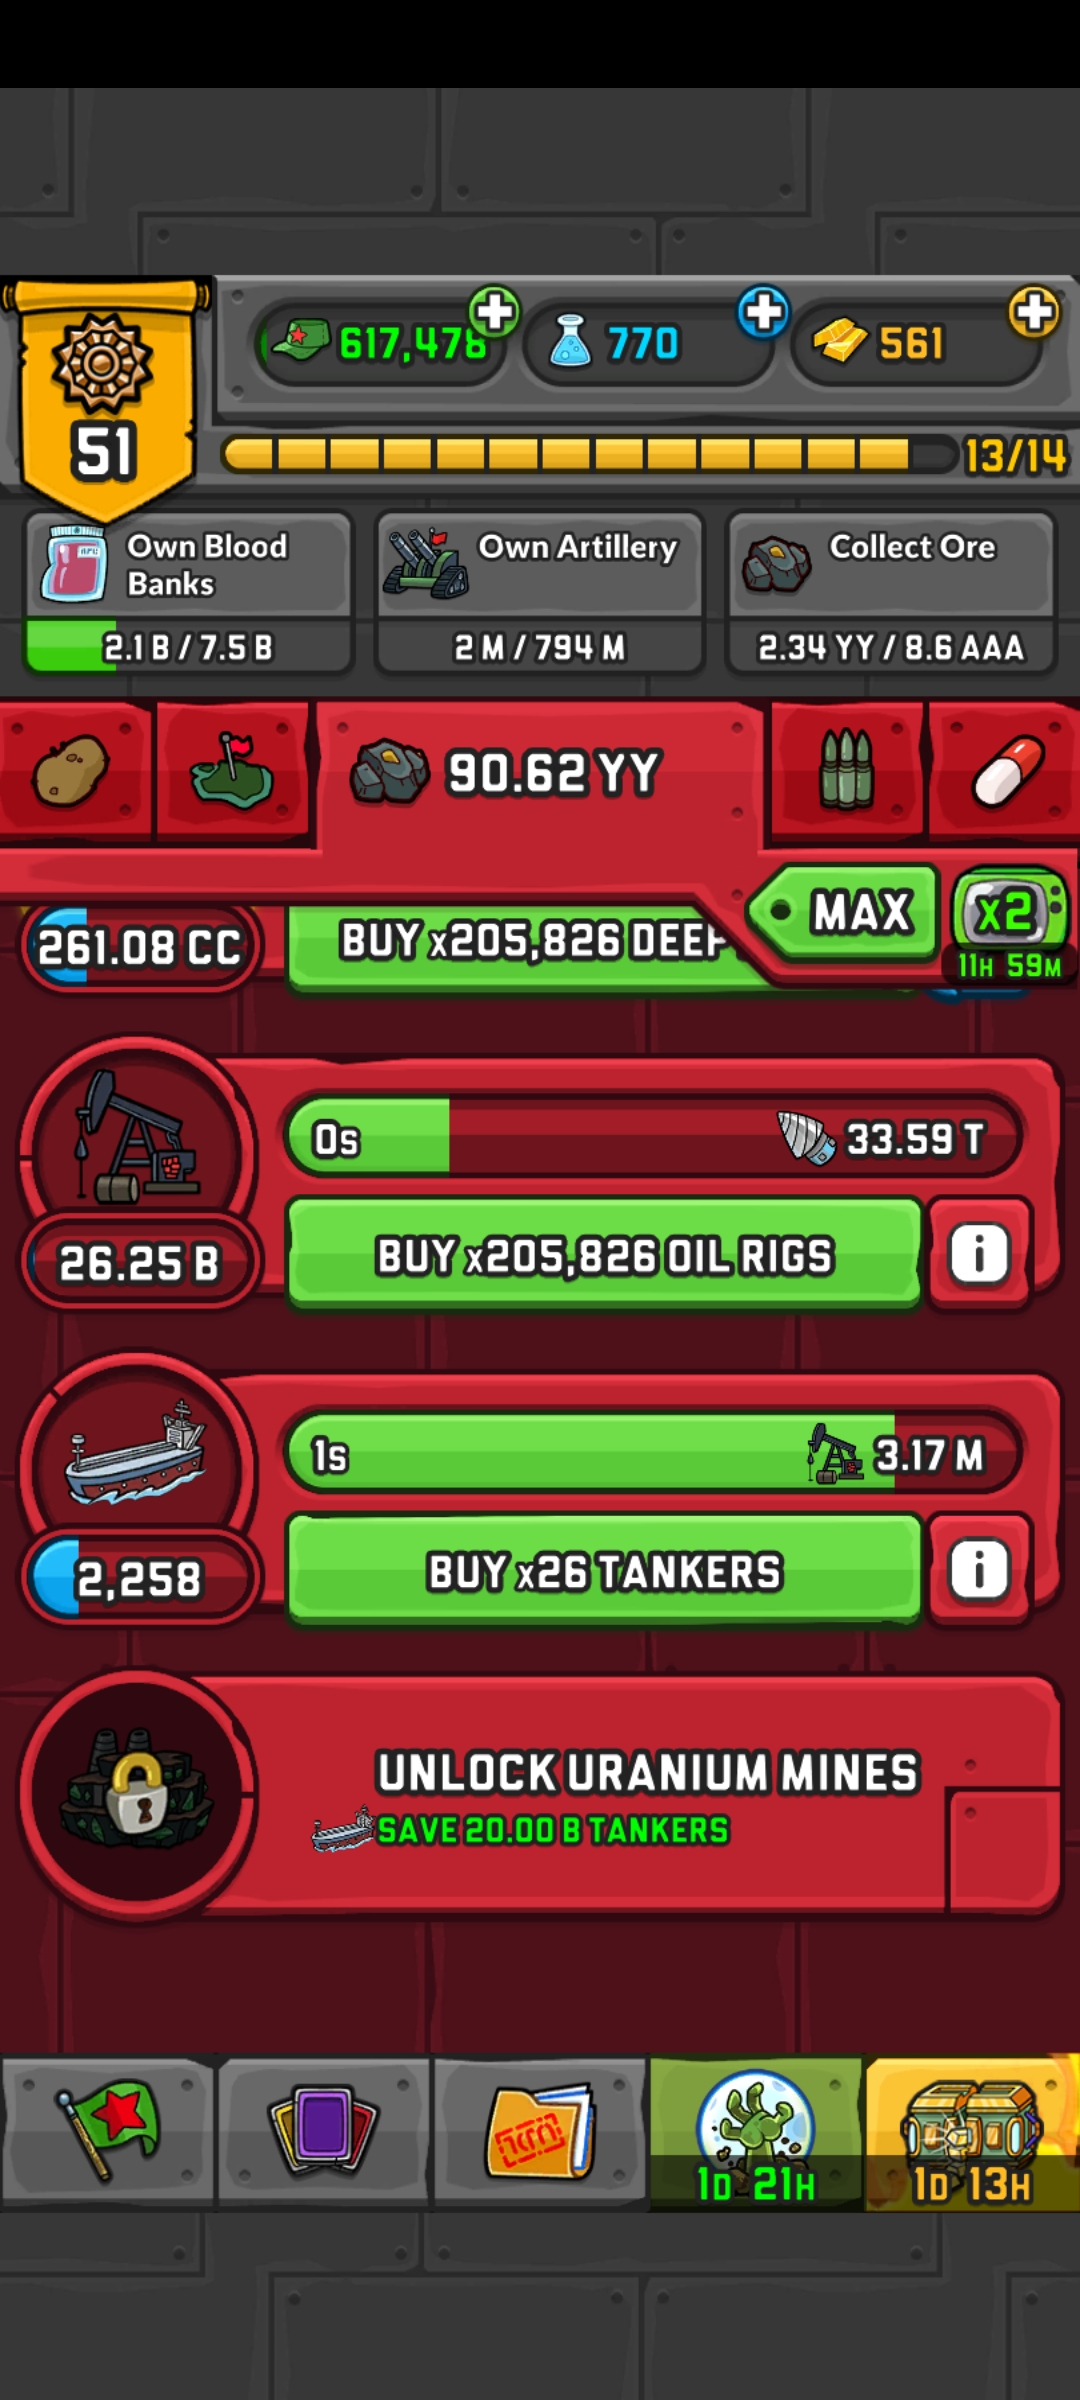 617,478
770
561
51
13/14
Own Blood
Banks
2.1 B / 7.5 B
Own Artillery
2 M / 794 M
Collect Ore
2.34 YY / 8.6 AAA
90.62 YY
MAX
x2
11H 59M
261.08 CC
BUY x205,826 DEEP
0s
33.59 T
26.25 B
BUY x205,826 OIL RIGS
i
1s
3.17 M
2,258
BUY x26 TANKERS
i
UNLOCK URANIUM MINES
SAVE 20.00 B TANKERS
1D 21H
1D 13H